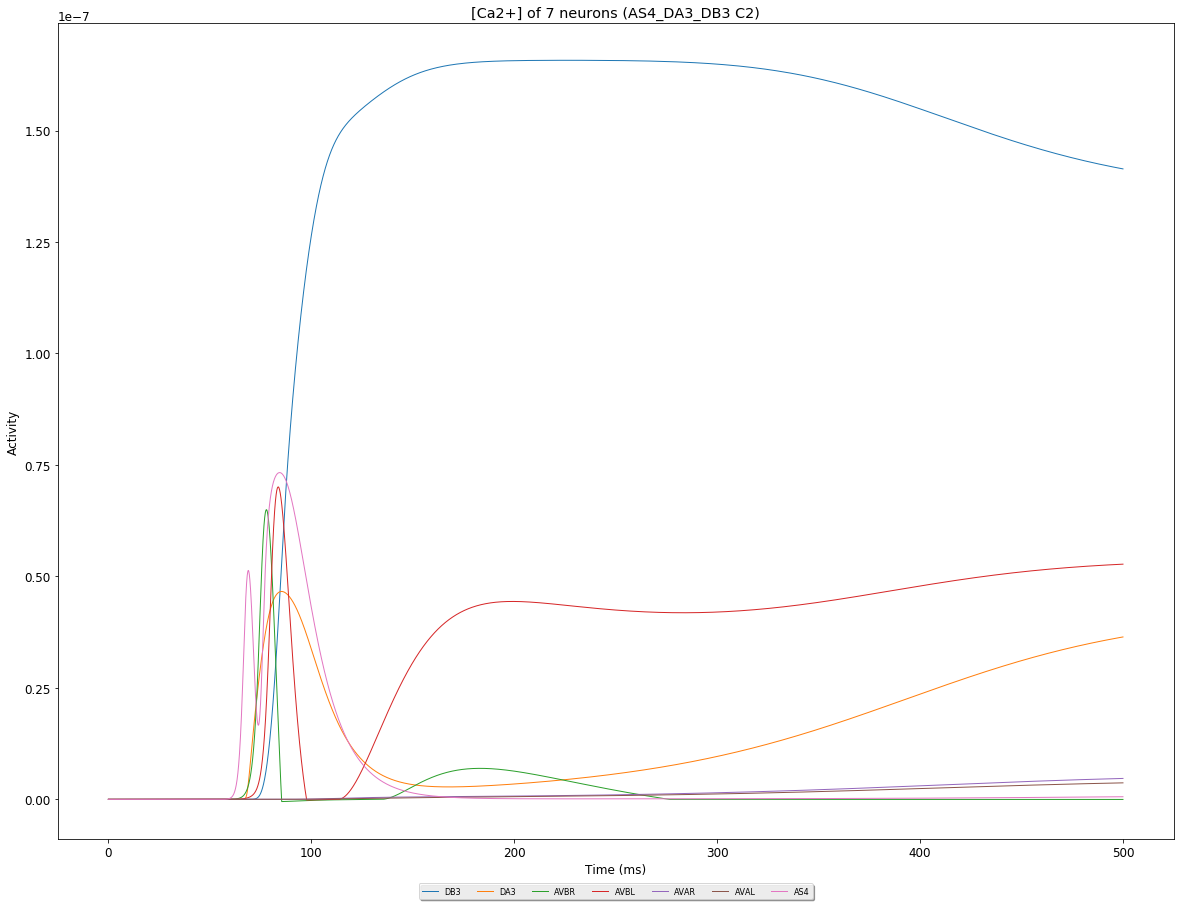 [Ca2+] of 7 neurons (AS4_DA3_DB3 C2)
1e−7
1.50
1.25
1.00
0.75
0.50
0.25
0.00
Activity
0 100 200 300 400 500
Time (ms)
DB3 DA3 AVBR AVBL AVAR AVAL AS4